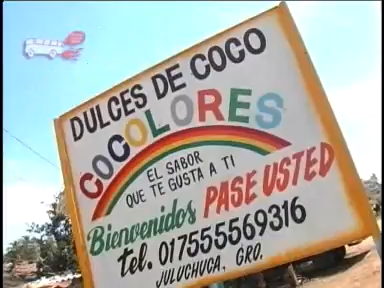 DULCES DE COCO
COCOLORES
EL SABOR
QUE TE GUSTA A TI
Bienvenidos PASE USTED
tel. 017555569316
JULUCHUCA, GRO.